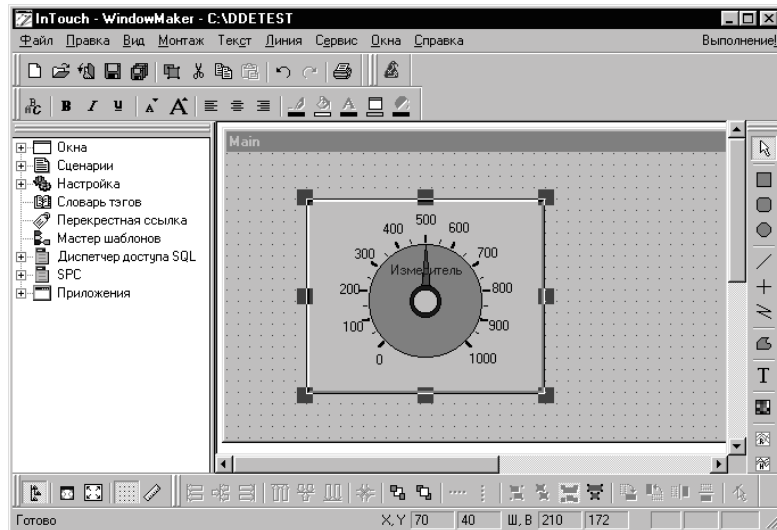 InTouch - WindowMaker - C:\DDETEST
Файл Правка Вид Монтаж Текст Линия Сервис Окна Справка Выполнение!
Main
Окна
Сценарии
Настройка
Словарь тэгов
Перекрестная ссылка
Мастер шаблонов
Диспетчер доступа SQL
SPC
Приложения
500
400 600
300 700
Измеритель
200 800
100 900
0 1000
Готово X, Y 70 40 Ш, В 210 172